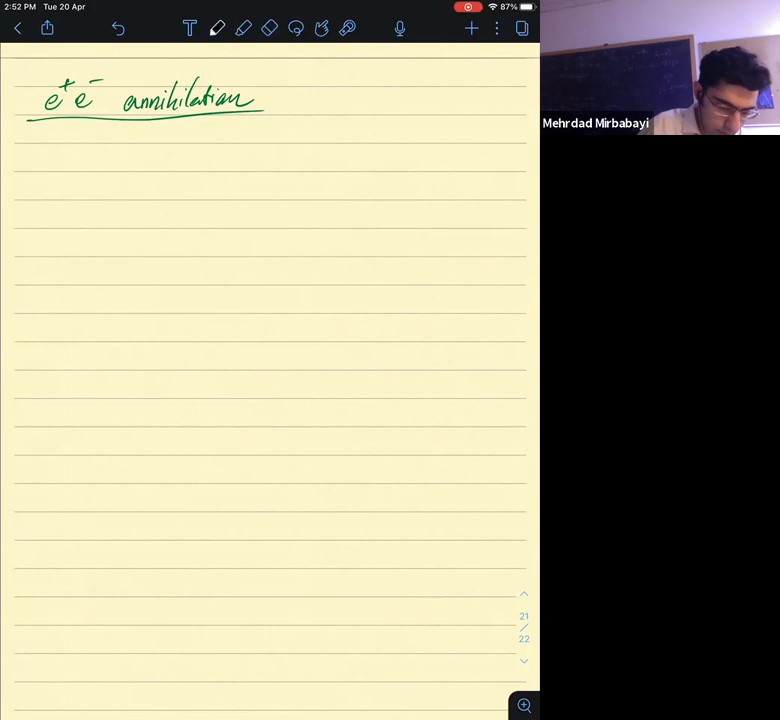 2:52 PM Tue 20 Apr
87%
T
e⁺ e⁻ annihilation
Mehrdad Mirbabayi
21
/
22